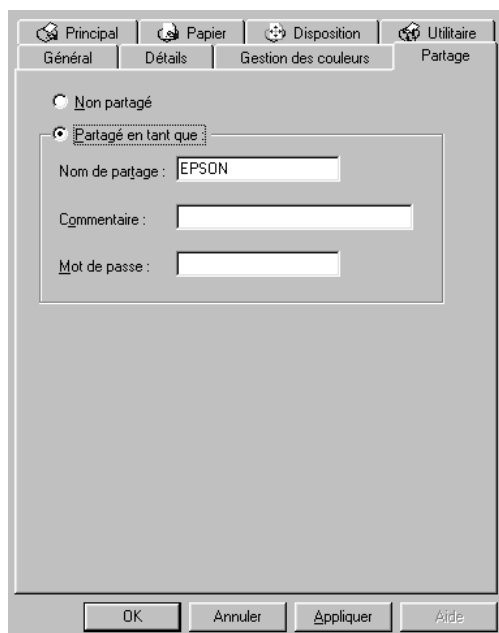 Principal Papier Disposition Utilitaire
Général Détails Gestion des couleurs Partage
Non partagé
Partagé en tant que :
Nom de partage : EPSON
Commentaire :
Mot de passe :
OK Annuler Appliquer Aide